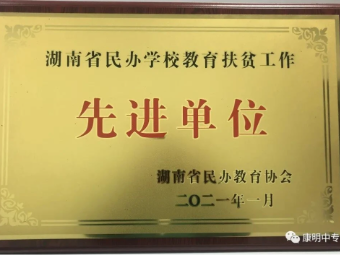 湖南省民办学校教育扶贫工作
先进单位
湖南省民办教育协会
二〇二一年一月
康明中专